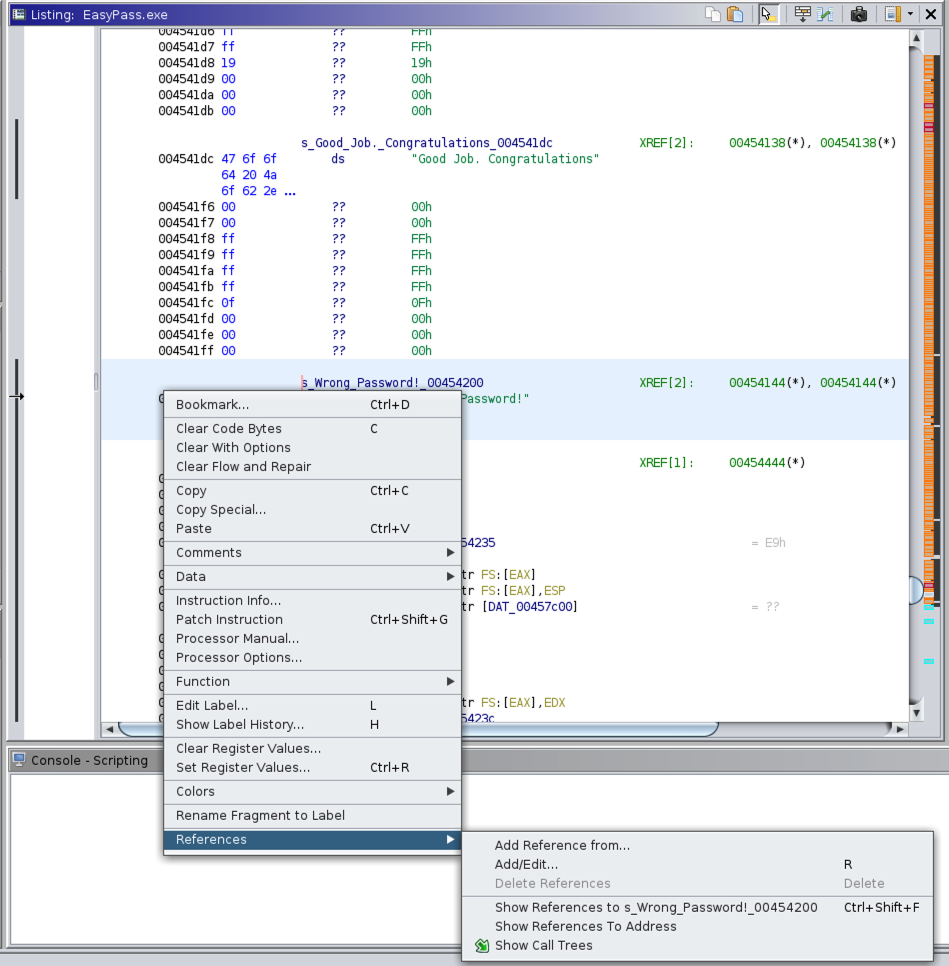 Listing: EasyPass.exe
004541d6 ff ?? FFh
004541d7 ff ?? FFh
004541d8 19 ?? 19h
004541d9 00 ?? 00h
004541da 00 ?? 00h
004541db 00 ?? 00h
s_Good_Job._Congratulations_004541dc XREF[2]: 00454138(*), 00454138(*)
004541dc 47 6f 6f ds "Good Job. Congratulations"
64 20 4a
6f 62 2e ...
004541f6 00 ?? 00h
004541f7 00 ?? 00h
004541f8 ff ?? FFh
004541f9 ff ?? FFh
004541fa ff ?? FFh
004541fb ff ?? FFh
004541fc 0f ?? 0Fh
004541fd 00 ?? 00h
004541fe 00 ?? 00h
004541ff 00 ?? 00h
s_Wrong_Password!_00454200 XREF[2]: 00454144(*), 00454144(*)
Password!"
XREF[1]: 00454444(*)
54235 = E9h
tr FS:[EAX]
tr FS:[EAX],ESP
tr [DAT_00457c00] = ??
tr FS:[EAX],EDX
5423c
Bookmark... Ctrl+D
Clear Code Bytes C
Clear With Options
Clear Flow and Repair
Copy Ctrl+C
Copy Special...
Paste Ctrl+V
Comments
Data
Instruction Info...
Patch Instruction Ctrl+Shift+G
Processor Manual...
Processor Options...
Function
Edit Label... L
Show Label History... H
Clear Register Values...
Set Register Values... Ctrl+R
Colors
Rename Fragment to Label
References
Add Reference from...
Add/Edit... R
Delete References Delete
Show References to s_Wrong_Password!_00454200 Ctrl+Shift+F
Show References To Address
Show Call Trees
Console - Scripting